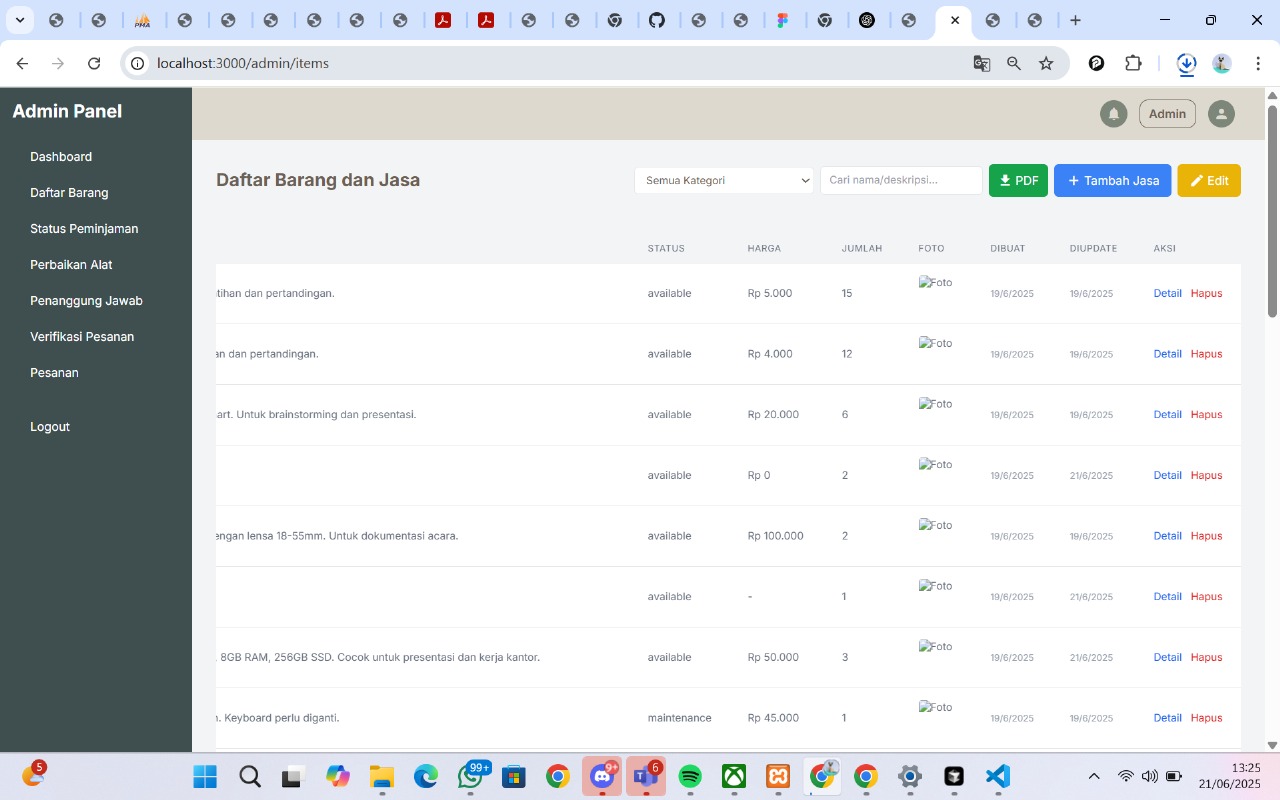 PMA
localhost:3000/admin/items
Admin Panel
Admin
Dashboard
Daftar Barang
Status Peminjaman
Perbaikan Alat
Penanggung Jawab
Verifikasi Pesanan
Pesanan
Logout
Daftar Barang dan Jasa
Semua Kategori
Cari nama/deskripsi...
PDF
+ Tambah Jasa
Edit
STATUS HARGA JUMLAH FOTO DIBUAT DIUPDATE AKSI
tihan dan pertandingan. available Rp 5.000 15 Foto 19/6/2025 19/6/2025 Detail Hapus
an dan pertandingan. available Rp 4.000 12 Foto 19/6/2025 19/6/2025 Detail Hapus
art. Untuk brainstorming dan presentasi. available Rp 20.000 6 Foto 19/6/2025 19/6/2025 Detail Hapus
available Rp 0 2 Foto 19/6/2025 21/6/2025 Detail Hapus
engan lensa 18-55mm. Untuk dokumentasi acara. available Rp 100.000 2 Foto 19/6/2025 19/6/2025 Detail Hapus
available - 1 Foto 19/6/2025 21/6/2025 Detail Hapus
, 8GB RAM, 256GB SSD. Cocok untuk presentasi dan kerja kantor. available Rp 50.000 3 Foto 19/6/2025 21/6/2025 Detail Hapus
. Keyboard perlu diganti. maintenance Rp 45.000 1 Foto 19/6/2025 19/6/2025 Detail Hapus
5
99+
9+
6
13:25
21/06/2025